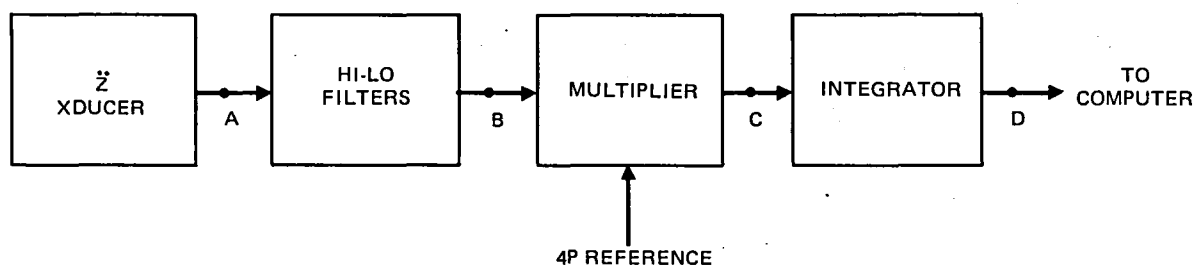 Z̈
XDUCER
A
HI-LO
FILTERS
B
MULTIPLIER
C
INTEGRATOR
D
TO
COMPUTER
4P REFERENCE